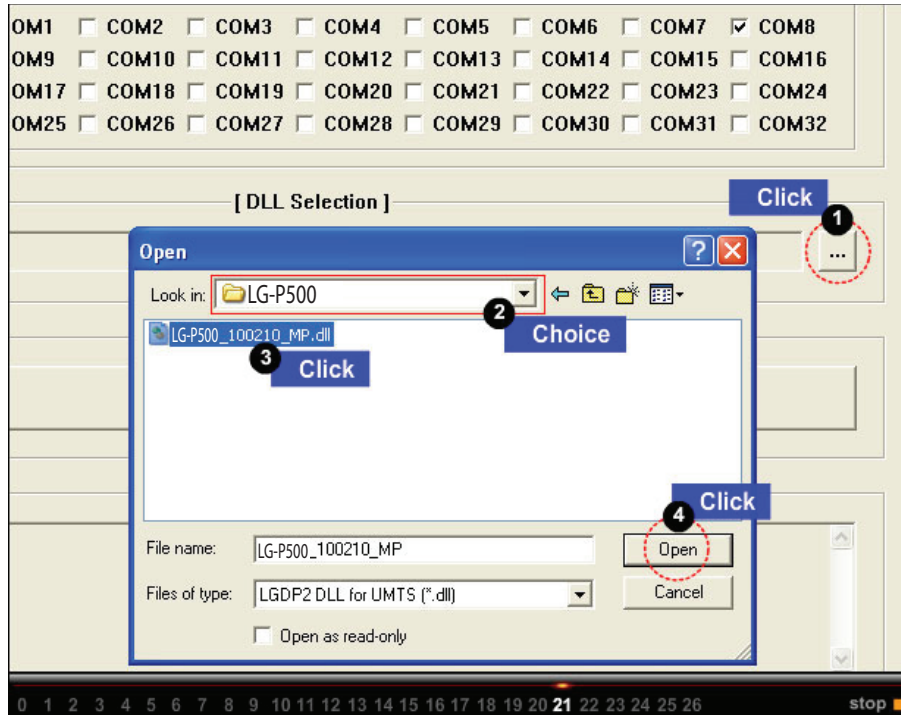 OM1 COM2 COM3 COM4 COM5 COM6 COM7 COM8
OM9 COM10 COM11 COM12 COM13 COM14 COM15 COM16
OM17 COM18 COM19 COM20 COM21 COM22 COM23 COM24
OM25 COM26 COM27 COM28 COM29 COM30 COM31 COM32
[ DLL Selection ]
Click
1
...
Open
Look in: LG-P500
2
Choice
LG-P500_100210_MP.dll
3
Click
Click
4
File name: LG-P500_100210_MP
Open
Files of type: LGDP2 DLL for UMTS (*.dll)
Cancel
Open as read-only
0 1 2 3 4 5 6 7 8 9 10 11 12 13 14 15 16 17 18 19 20 21 22 23 24 25 26 stop